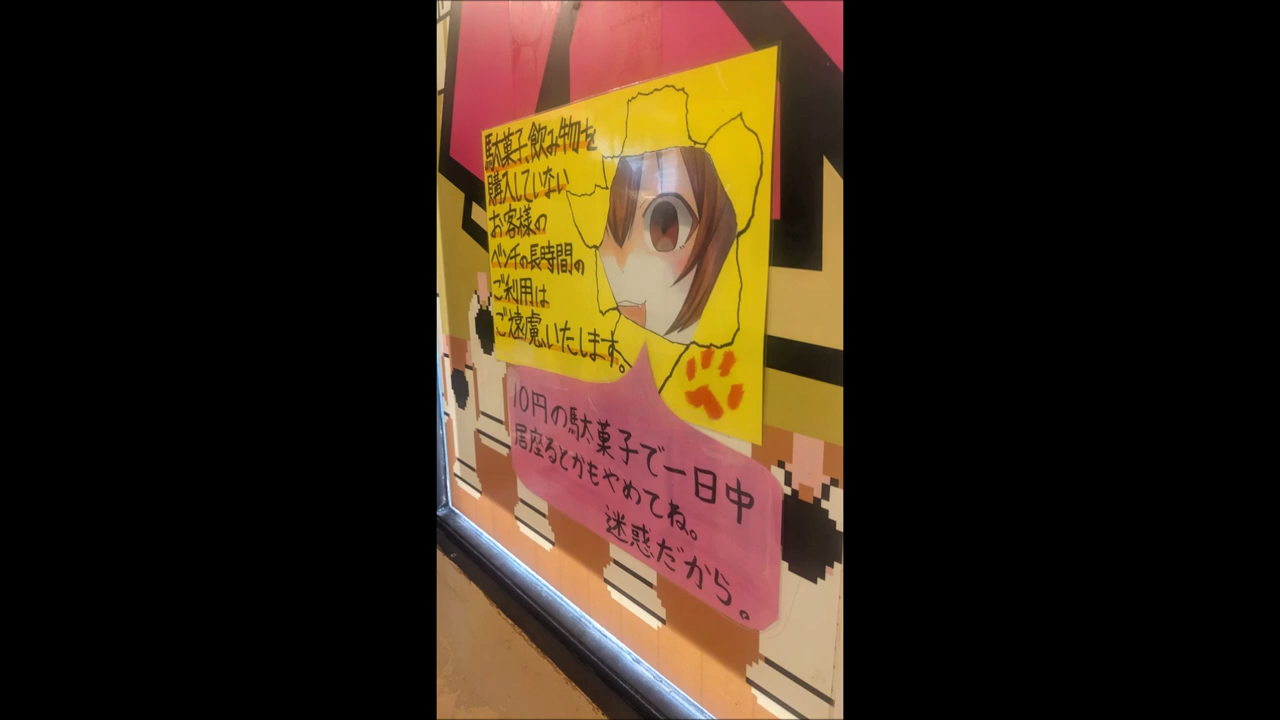 駄菓子、飲み物を
購入していない
お客様の
ベンチの長時間の
ご利用は
ご遠慮いたします。
10円の駄菓子で一日中
居座るとかもやめてね。
迷惑だから。